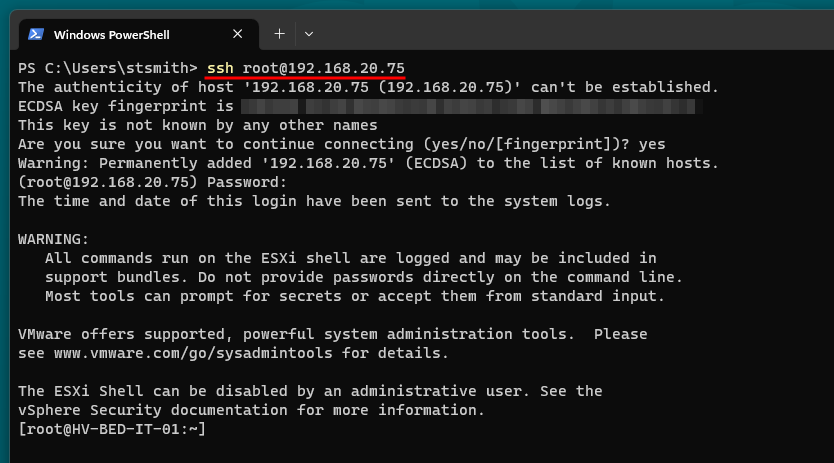 Windows PowerShell
PS C:\Users\stsmith> ssh root@192.168.20.75
The authenticity of host '192.168.20.75 (192.168.20.75)' can't be established.
ECDSA key fingerprint is
This key is not known by any other names
Are you sure you want to continue connecting (yes/no/[fingerprint])? yes
Warning: Permanently added '192.168.20.75' (ECDSA) to the list of known hosts.
(root@192.168.20.75) Password:
The time and date of this login have been sent to the system logs.
WARNING:
All commands run on the ESXi shell are logged and may be included in
support bundles. Do not provide passwords directly on the command line.
Most tools can prompt for secrets or accept them from standard input.
VMware offers supported, powerful system administration tools.  Please
see www.vmware.com/go/sysadmintools for details.
The ESXi Shell can be disabled by an administrative user. See the
vSphere Security documentation for more information.
[root@HV-BED-IT-01:~]